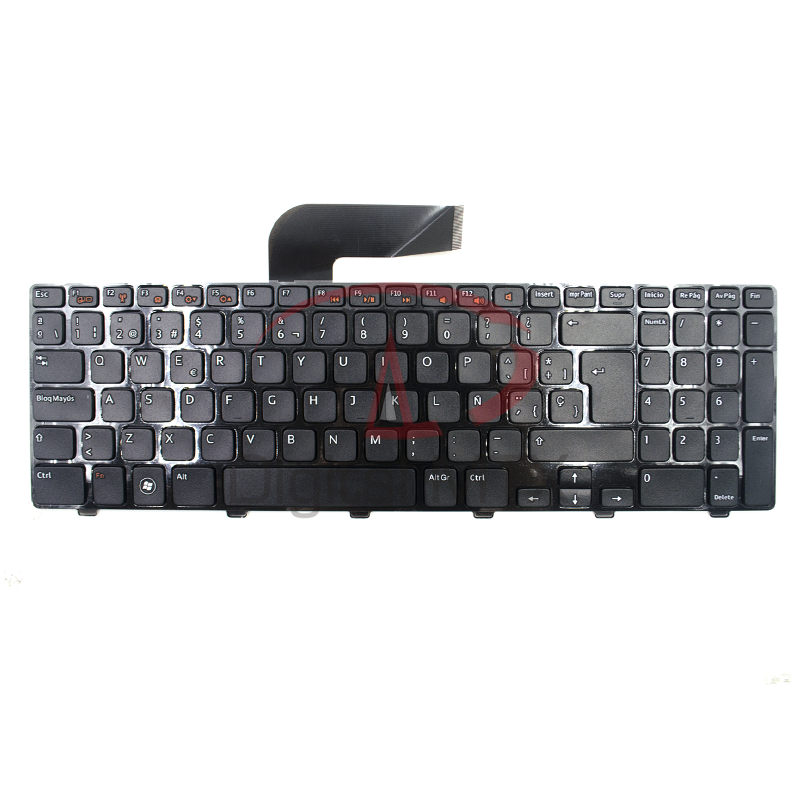 Esc F1 F2 F3 F4 F5 F6 F7 F8 F9 F10 F11 F12 Insert Impr Pant Supr Inicio Re Pág Av Pág Fin
ª º \ ! 1 | " 2 @ · 3 # $ 4 % 5 & 6 ¬ / 7 ( 8 ) 9 = 0 ? ' ¿ ¡ NumLk / * -
Q W E € R T Y U I O P ^ ` [ * + ] 7 8 9 +
Bloq Mayús A S D F G H J K L Ñ ¨ ´ { Ç } 4 5 6
> < Z X C V B N M ; , : . _ - 1 2 3 Enter
Ctrl Fn Alt Alt Gr Ctrl 0 . Delete